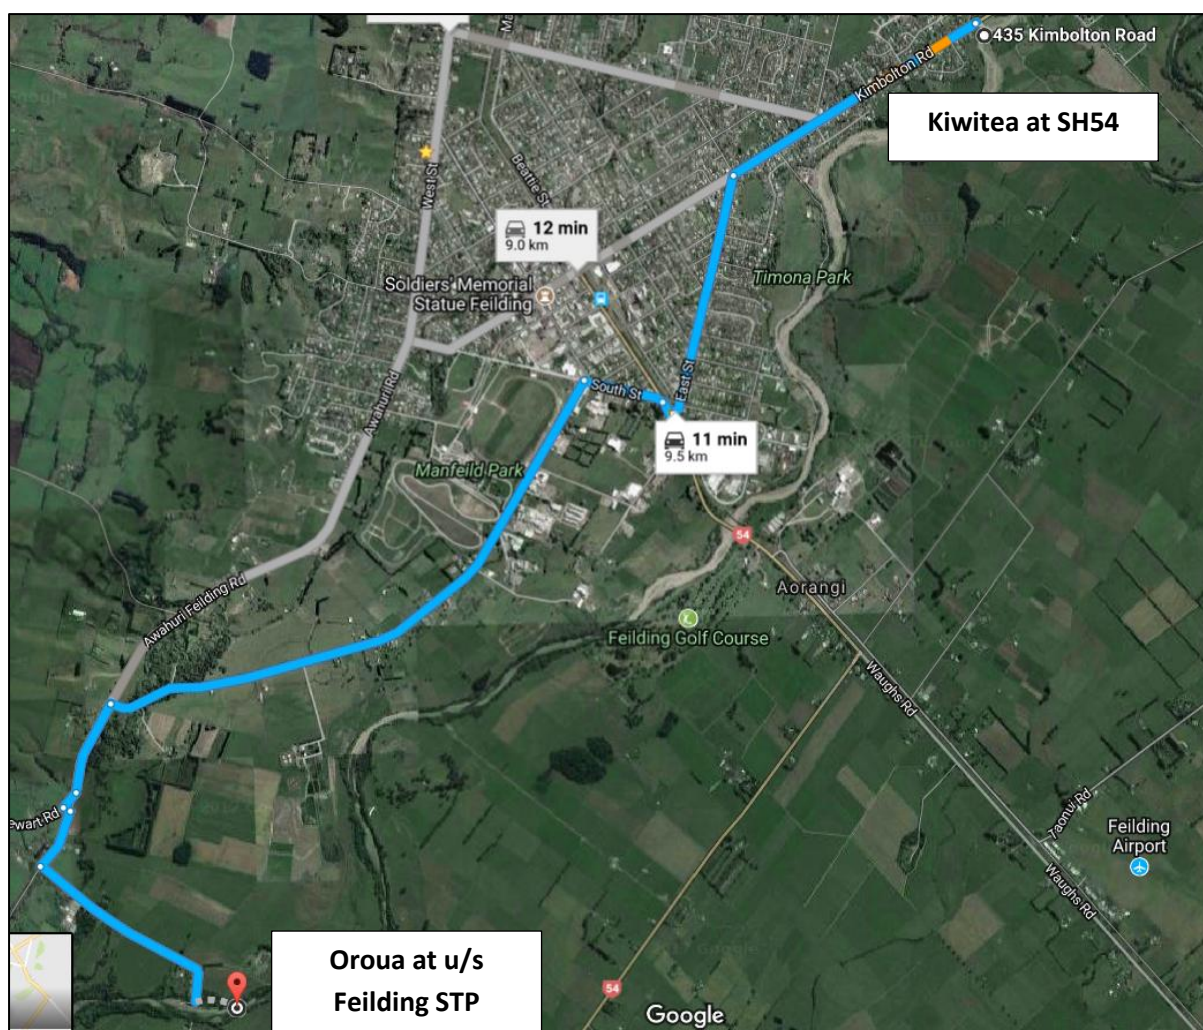 435 Kimbolton Road
Kimbolton Rd
Kiwitea at SH54
West St
Beattie St
12 min
9.0 km
Soldiers' Memorial
Statue Feilding
Timona Park
Awahuri Rd
South St
East St
11 min
9.5 km
Manfeild Park
54
Aorangi
Awahuri Feilding Rd
Feilding Golf Course
Waughs Rd
ewart Rd
Taonui Rd
Feilding
Airport
Waughs Rd
Oroua at u/s
Feilding STP
54
Google